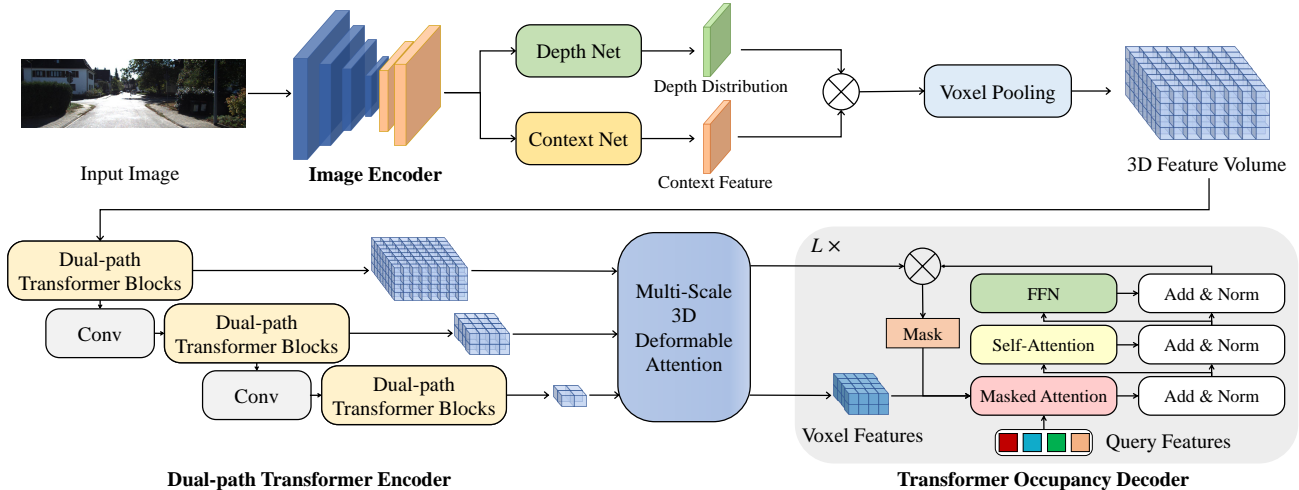 Depth Net
Depth Distribution
Voxel Pooling
Context Net
Input Image
Image Encoder
Context Feature
3D Feature Volume
Dual-path
Transformer Blocks
Conv
Dual-path
Transformer Blocks
Conv
Dual-path
Transformer Blocks
Multi-Scale
3D
Deformable
Attention
L ×
FFN
Add & Norm
Mask
Self-Attention
Add & Norm
Masked Attention
Add & Norm
Voxel Features
Query Features
Dual-path Transformer Encoder
Transformer Occupancy Decoder